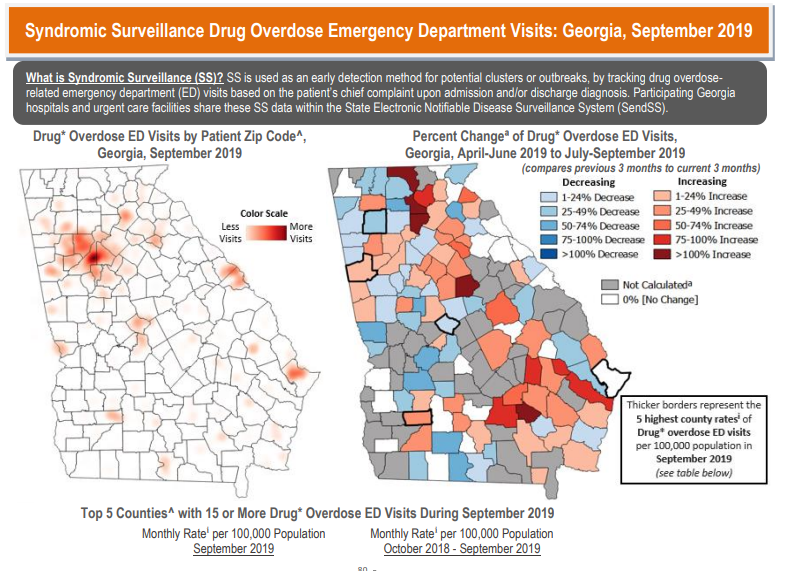 Syndromic Surveillance Drug Overdose Emergency Department Visits: Georgia, September 2019
What is Syndromic Surveillance (SS)? SS is used as an early detection method for potential clusters or outbreaks, by tracking drug overdose-
related emergency department (ED) visits based on the patient's chief complaint upon admission and/or discharge diagnosis. Participating Georgia
hospitals and urgent care facilities share these SS data within the State Electronic Notifiable Disease Surveillance System (SendSS).
Drug* Overdose ED Visits by Patient Zip Code^,
Georgia, September 2019
Color Scale
Less
Visits
More
Visits
Percent Changeª of Drug* Overdose ED Visits,
Georgia, April-June 2019 to July-September 2019
(compares previous 3 months to current 3 months)
Decreasing
1-24% Decrease
25-49% Decrease
50-74% Decrease
75-100% Decrease
>100% Decrease
Increasing
1-24% Increase
25-49% Increase
50-74% Increase
75-100% Increase
>100% Increase
Not Calculatedª
0% [No Change]
Thicker borders represent the
5 highest county ratesⁱ of
Drug* overdose ED visits
per 100,000 population in
September 2019
(see table below)
Top 5 Counties^ with 15 or More Drug* Overdose ED Visits During September 2019
Monthly Rateⁱ per 100,000 Population
September 2019
Monthly Rateⁱ per 100,000 Population
October 2018 - September 2019